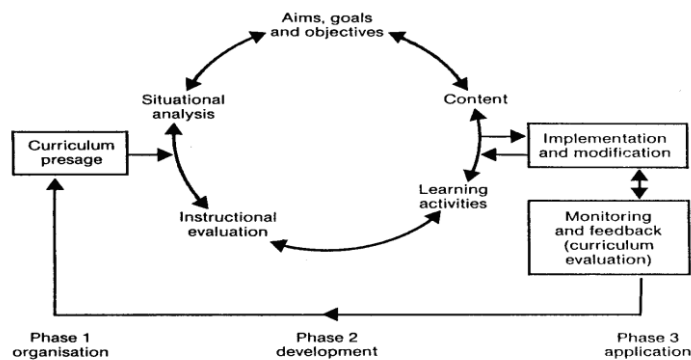 Aims, goals
and objectives
Situational
analysis
Content
Curriculum
presage
Implementation
and modification
Learning
activities
Instructional
evaluation
Monitoring
and feedback
(curriculum
evaluation)
Phase 1
organisation
Phase 2
development
Phase 3
application